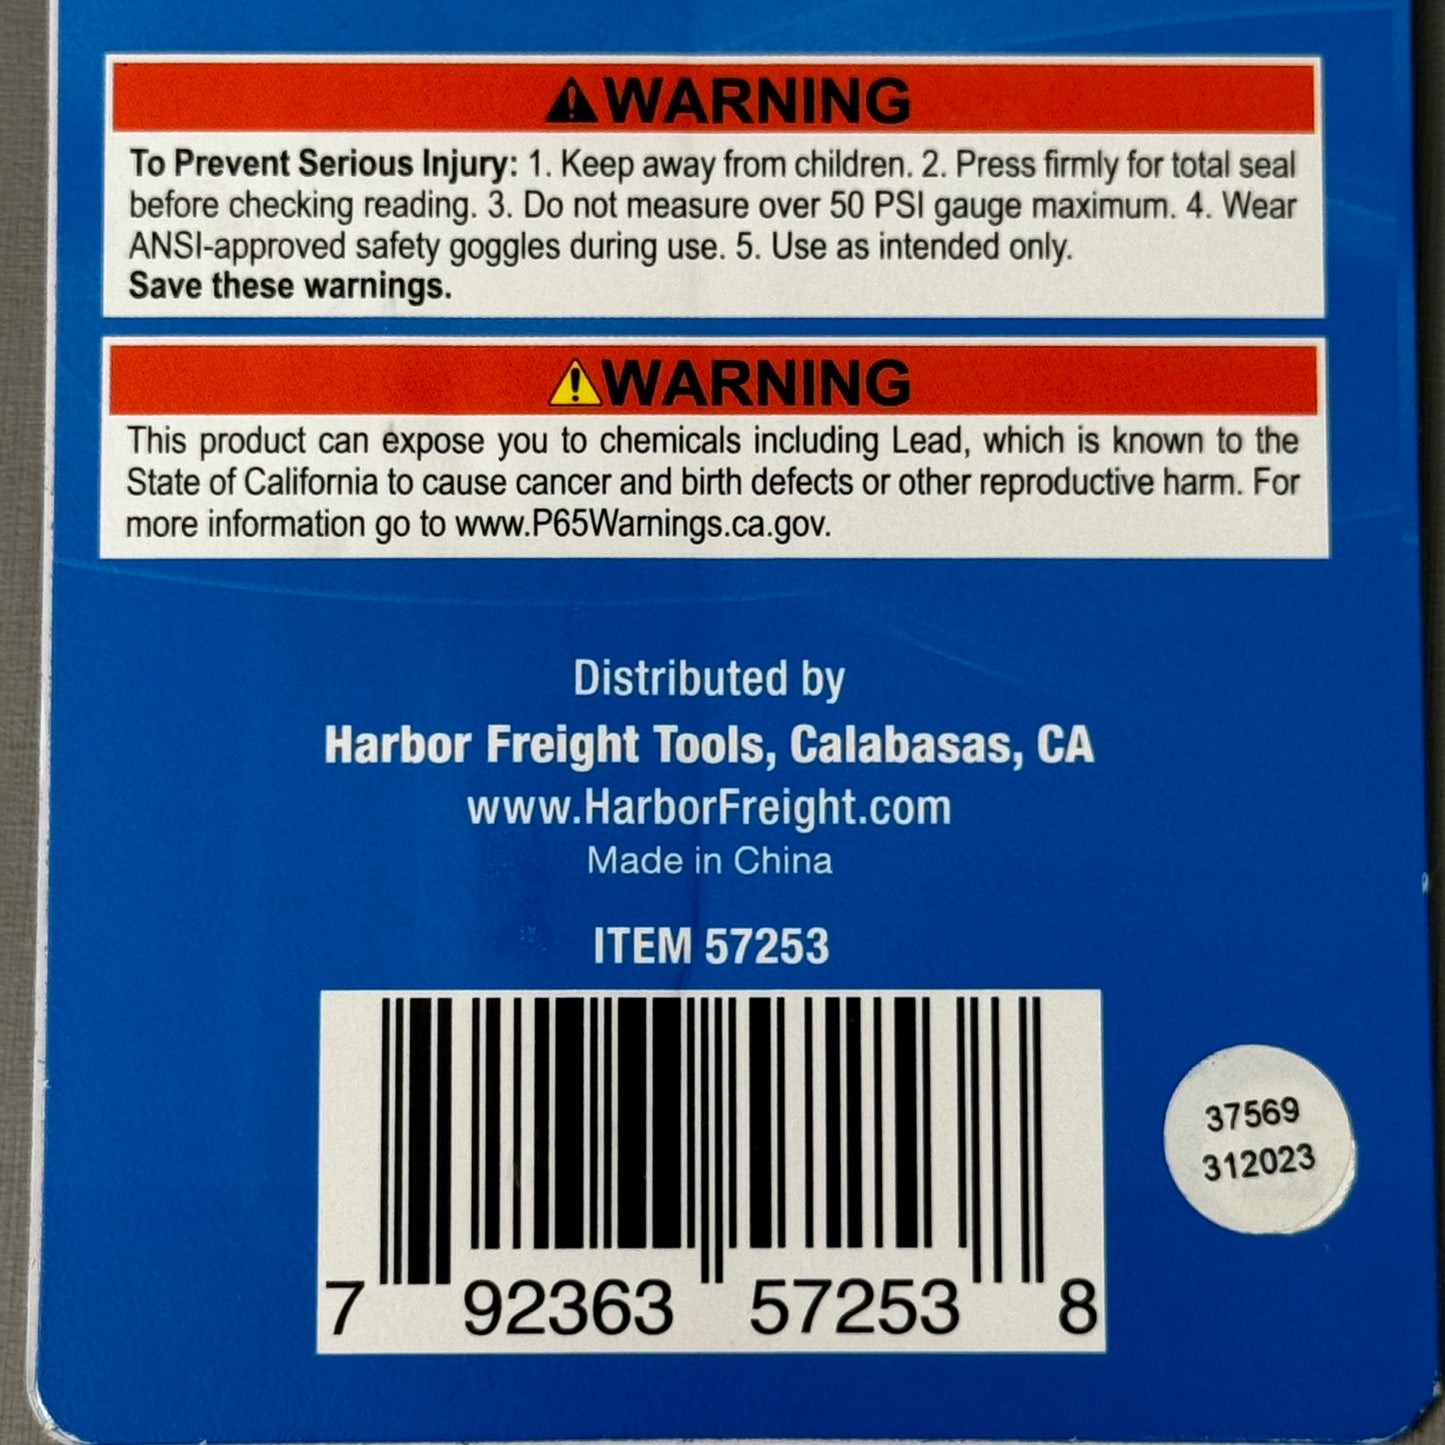 ⚠WARNING
To Prevent Serious Injury: 1. Keep away from children. 2. Press firmly for total seal
before checking reading. 3. Do not measure over 50 PSI gauge maximum. 4. Wear
ANSI-approved safety goggles during use. 5. Use as intended only.
Save these warnings.
⚠WARNING
This product can expose you to chemicals including Lead, which is known to the
State of California to cause cancer and birth defects or other reproductive harm. For
more information go to www.P65Warnings.ca.gov.
Distributed by
Harbor Freight Tools, Calabasas, CA
www.HarborFreight.com
Made in China
ITEM 57253
7 92363 57253 8
37569
312023